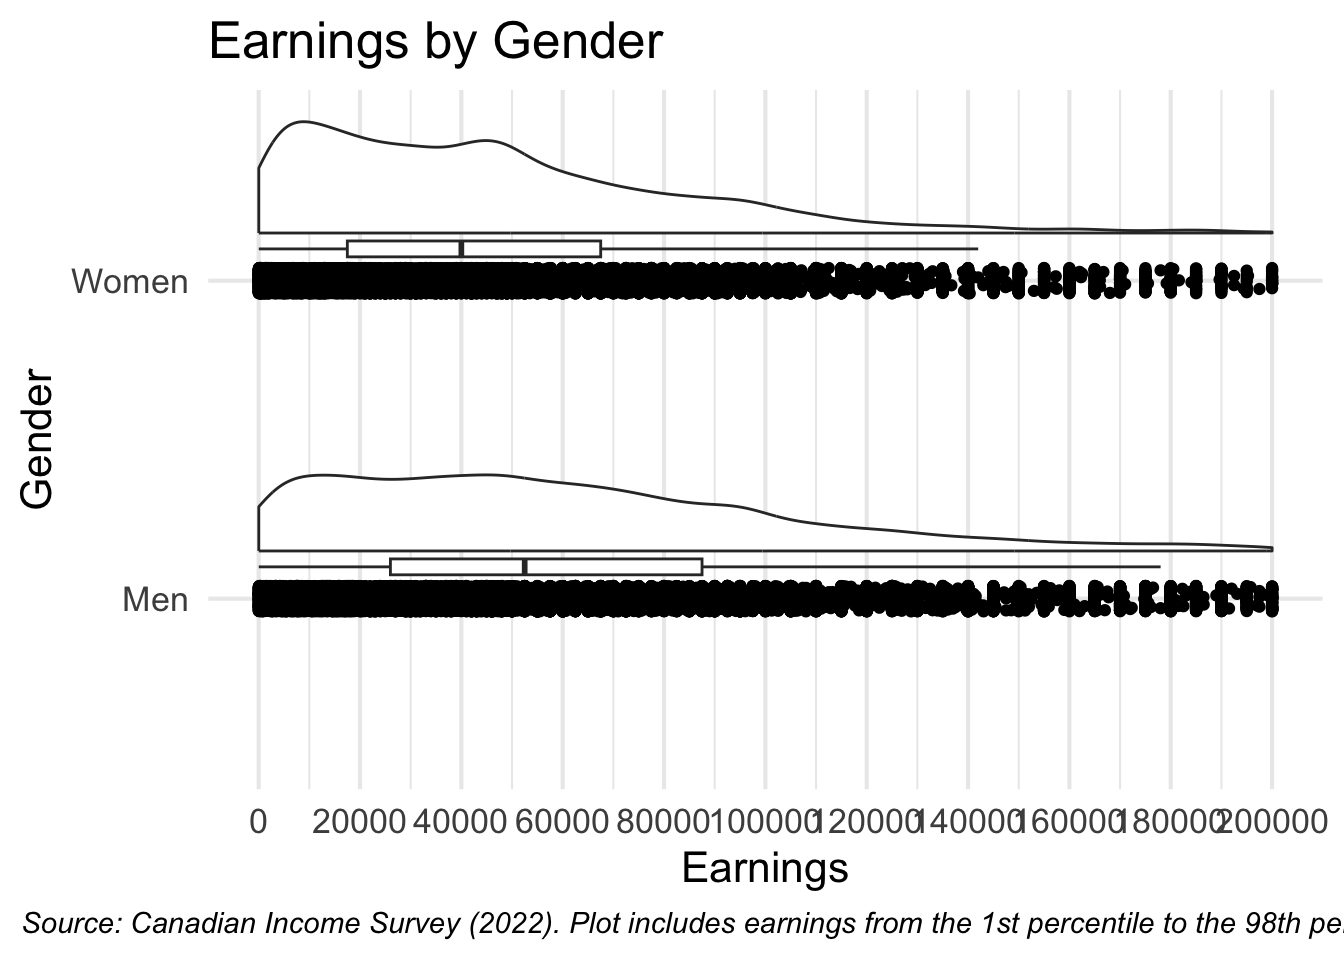 Earnings by Gender
Women
Men
Gender
0 20000 40000 60000 80000 100000 120000 140000 160000 180000 200000
Earnings
Source: Canadian Income Survey (2022). Plot includes earnings from the 1st percentile to the 98th pe